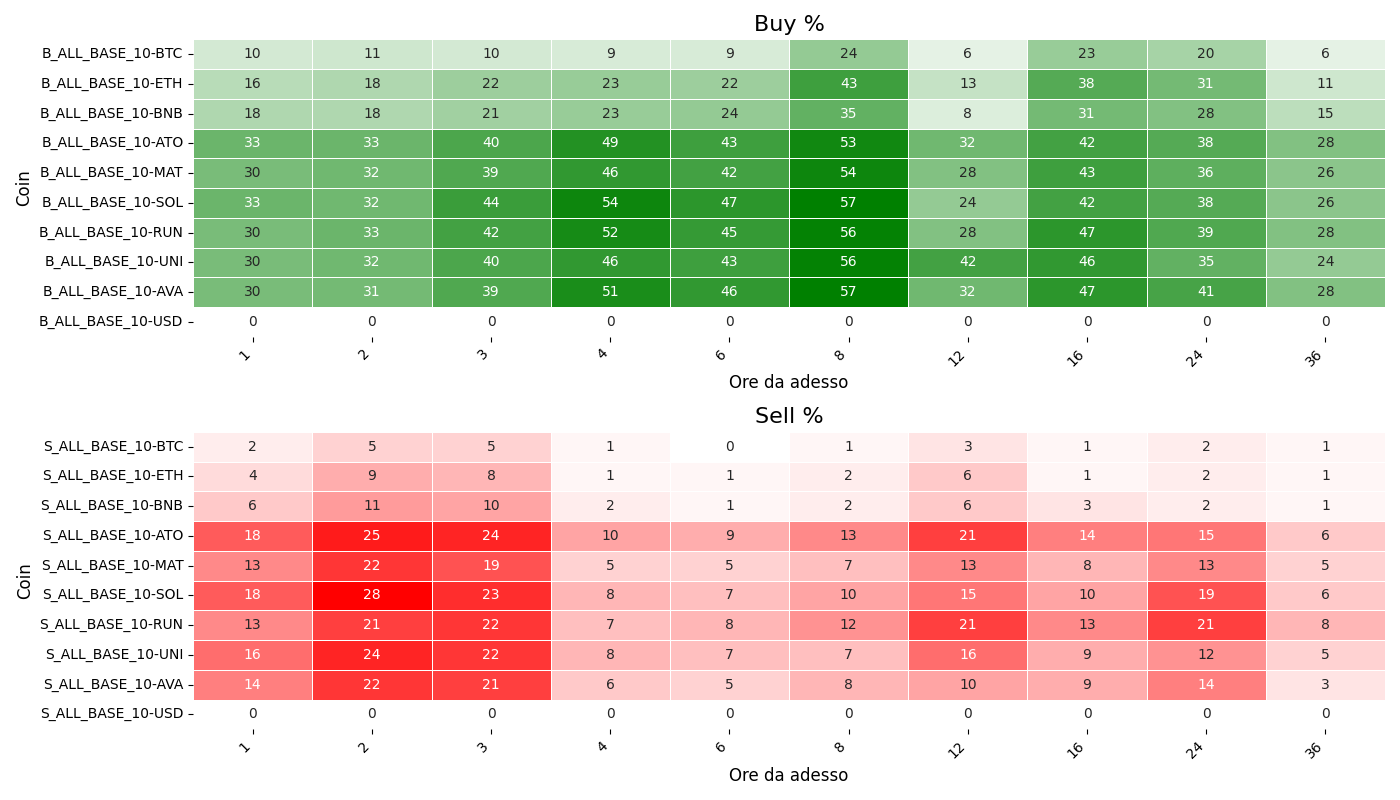 Buy %
Coin
B_ALL_BASE_10-BTC 10 11 10 9 9 24 6 23 20 6
B_ALL_BASE_10-ETH 16 18 22 23 22 43 13 38 31 11
B_ALL_BASE_10-BNB 18 18 21 23 24 35 8 31 28 15
B_ALL_BASE_10-ATO 33 33 40 49 43 53 32 42 38 28
B_ALL_BASE_10-MAT 30 32 39 46 42 54 28 43 36 26
B_ALL_BASE_10-SOL 33 32 44 54 47 57 24 42 38 26
B_ALL_BASE_10-RUN 30 33 42 52 45 56 28 47 39 28
B_ALL_BASE_10-UNI 30 32 40 46 43 56 42 46 35 24
B_ALL_BASE_10-AVA 30 31 39 51 46 57 32 47 41 28
B_ALL_BASE_10-USD 0 0 0 0 0 0 0 0 0 0
1 2 3 4 6 8 12 16 24 36
Ore da adesso
Sell %
Coin
S_ALL_BASE_10-BTC 2 5 5 1 0 1 3 1 2 1
S_ALL_BASE_10-ETH 4 9 8 1 1 2 6 1 2 1
S_ALL_BASE_10-BNB 6 11 10 2 1 2 6 3 2 1
S_ALL_BASE_10-ATO 18 25 24 10 9 13 21 14 15 6
S_ALL_BASE_10-MAT 13 22 19 5 5 7 13 8 13 5
S_ALL_BASE_10-SOL 18 28 23 8 7 10 15 10 19 6
S_ALL_BASE_10-RUN 13 21 22 7 8 12 21 13 21 8
S_ALL_BASE_10-UNI 16 24 22 8 7 7 16 9 12 5
S_ALL_BASE_10-AVA 14 22 21 6 5 8 10 9 14 3
S_ALL_BASE_10-USD 0 0 0 0 0 0 0 0 0 0
1 2 3 4 6 8 12 16 24 36
Ore da adesso